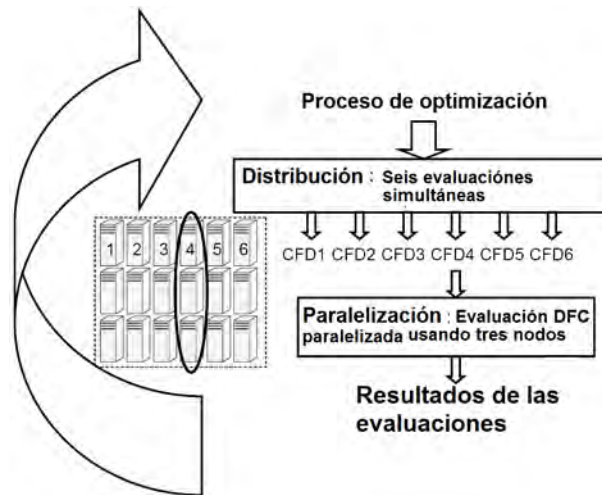 Proceso de optimización
Distribución : Seis evaluaciónes
simultáneas
1 2 3 4 5 6
CFD1 CFD2 CFD3 CFD4 CFD5 CFD6
Paralelización : Evaluación DFC
paralelizada usando tres nodos
Resultados de las
evaluaciones